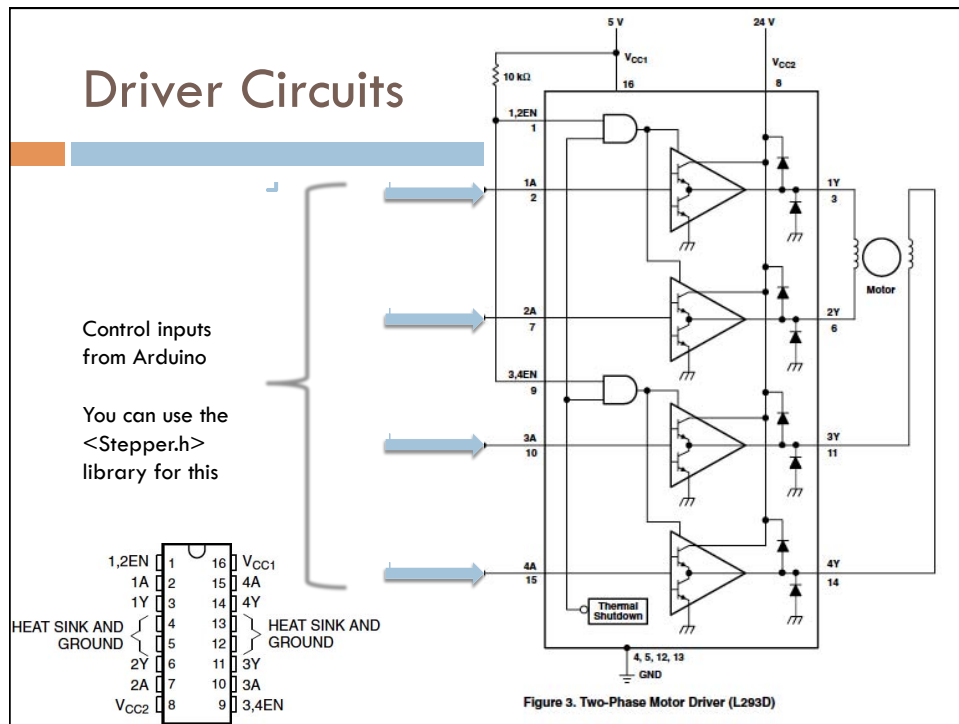 Driver Circuits
5 V
24 V
10 kΩ
VCC1
16
VCC2
8
1,2EN
1
1A
2
1Y
3
Motor
2A
7
2Y
6
3,4EN
9
3A
10
3Y
11
4A
15
4Y
14
Thermal
Shutdown
4, 5, 12, 13
GND
Control inputs
from Arduino
You can use the
<Stepper.h>
library for this
1,2EN 1 16 VCC1
1A 2 15 4A
1Y 3 14 4Y
HEAT SINK AND
GROUND
4 13
5 12
HEAT SINK AND
GROUND
2Y 6 11 3Y
2A 7 10 3A
VCC2 8 9 3,4EN
Figure 3. Two-Phase Motor Driver (L293D)